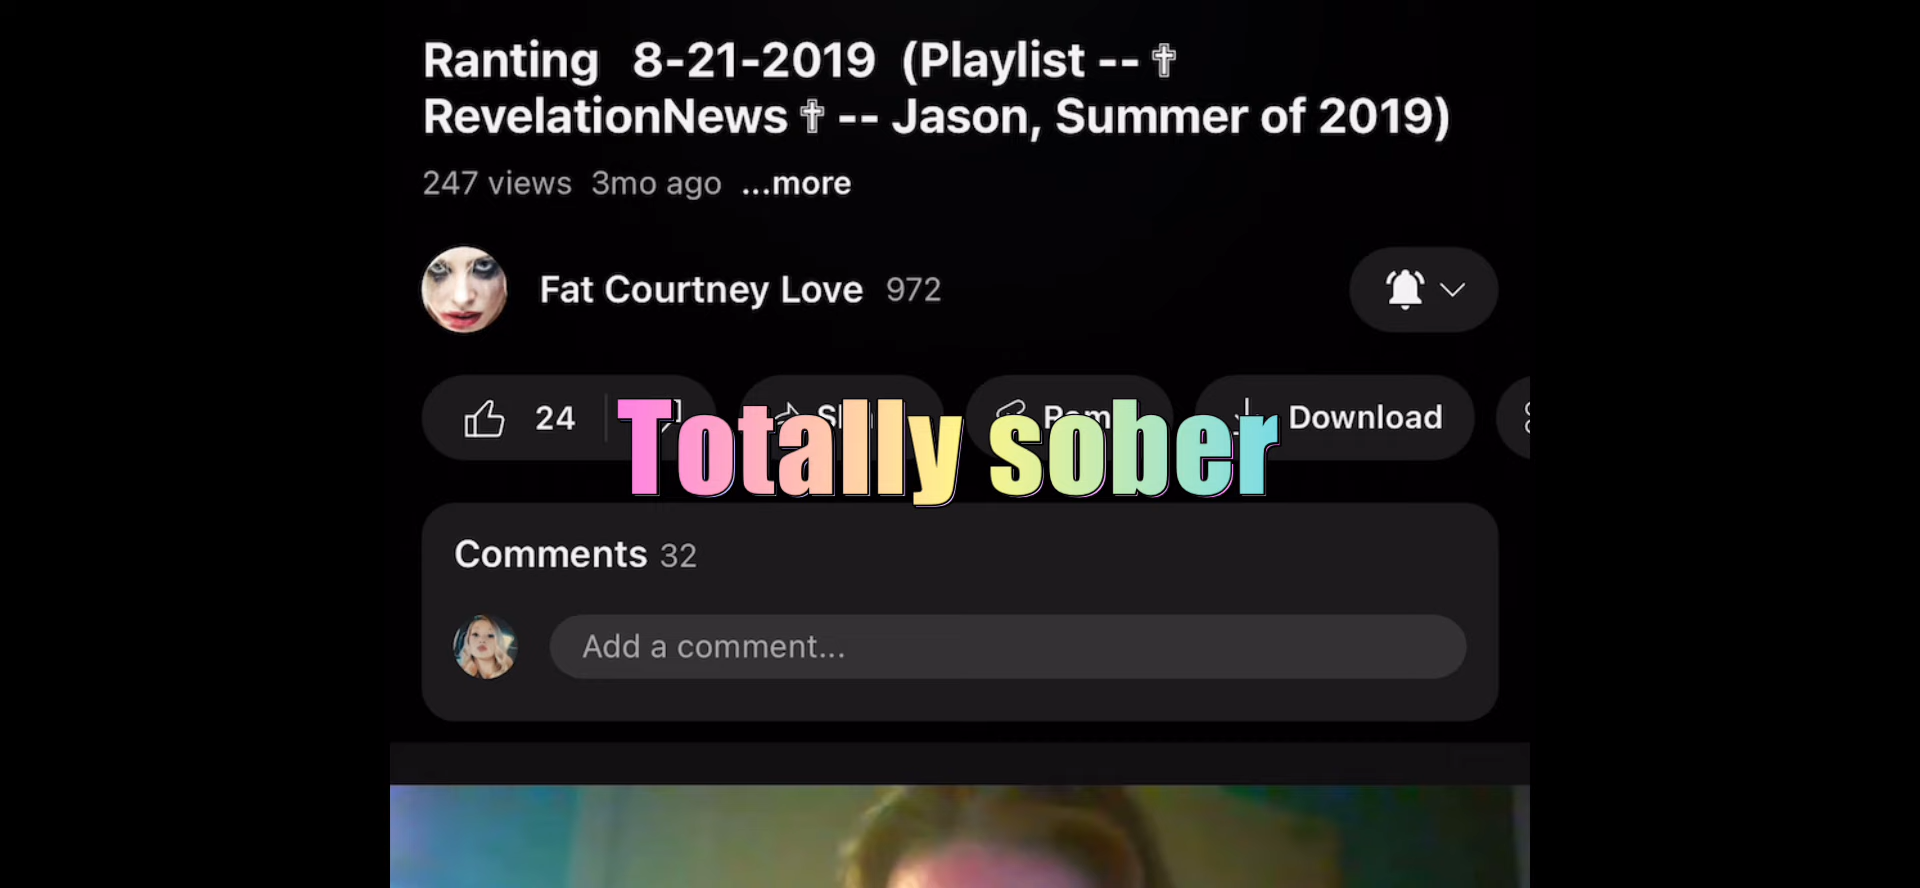 Ranting 8-21-2019 (Playlist -- ✝
RevelationNews ✝ -- Jason, Summer of 2019)
247 views 3mo ago ...more
Fat Courtney Love 972
24 Download
Totally sober
Comments 32
Add a comment...